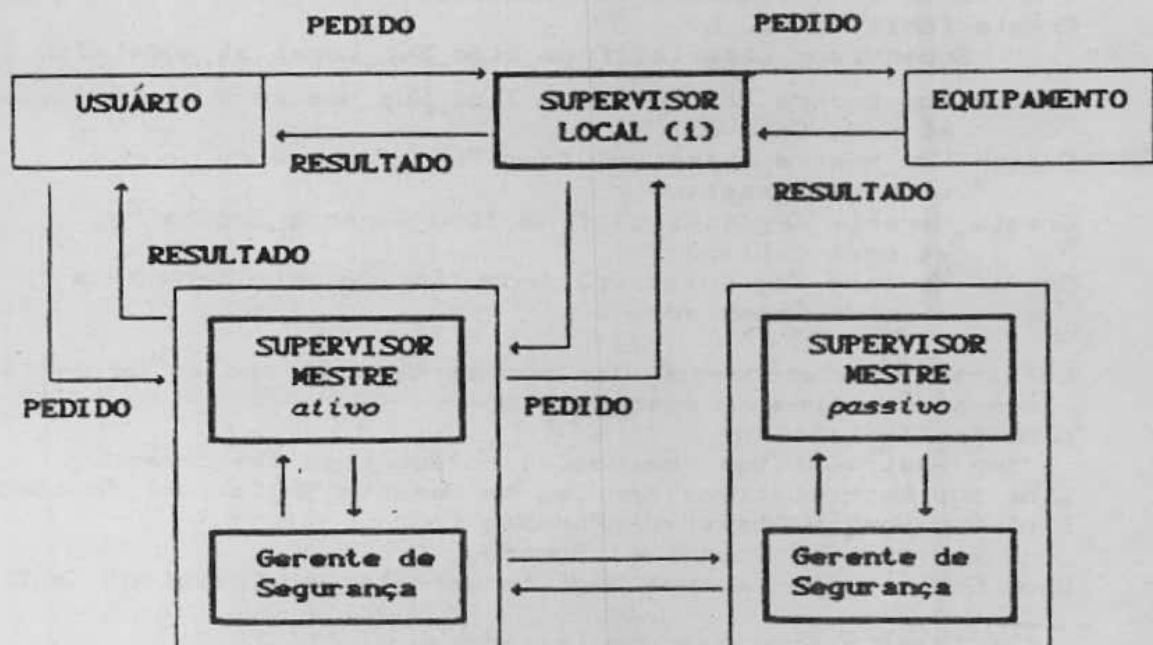 PEDIDO
PEDIDO
USUÁRIO
SUPERVISOR
LOCAL (i)
EQUIPAMENTO
RESULTADO
RESULTADO
RESULTADO
SUPERVISOR
MESTRE
ativo
SUPERVISOR
MESTRE
passivo
PEDIDO
PEDIDO
Gerente de
Segurança
Gerente de
Segurança